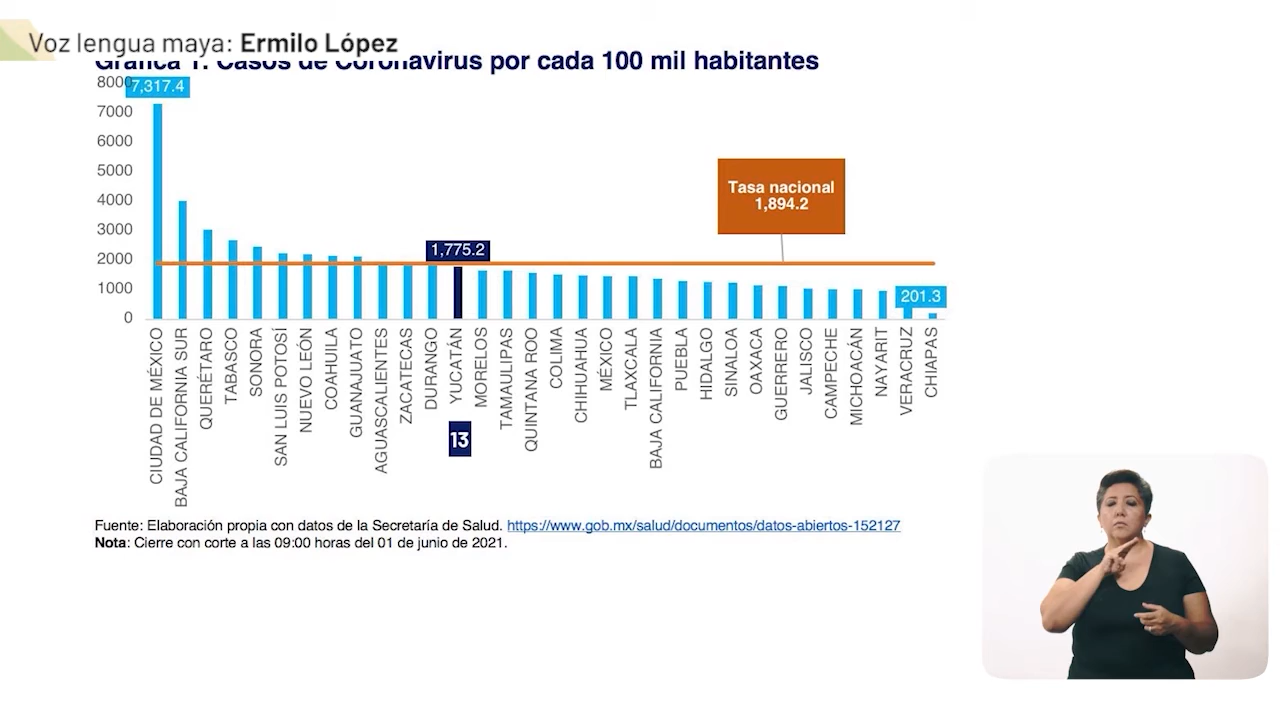 Voz lengua maya: Ermilo López
Gráfica 1. Casos de Coronavirus por cada 100 mil habitantes
8000
7,317.4
7000
6000
5000
Tasa nacional
1,894.2
4000
3000
1,775.2
2000
1000
201.3
0
CIUDAD DE MÉXICO
BAJA CALIFORNIA SUR
QUERÉTARO
TABASCO
SONORA
SAN LUIS POTOSÍ
NUEVO LEÓN
COAHUILA
GUANAJUATO
AGUASCALIENTES
ZACATECAS
DURANGO
YUCATÁN
MORELOS
TAMAULIPAS
QUINTANA ROO
COLIMA
CHIHUAHUA
MÉXICO
TLAXCALA
BAJA CALIFORNIA
PUEBLA
HIDALGO
SINALOA
OAXACA
GUERRERO
JALISCO
CAMPECHE
MICHOACÁN
NAYARIT
VERACRUZ
CHIAPAS
13
Fuente: Elaboración propia con datos de la Secretaría de Salud. https://www.gob.mx/salud/documentos/datos-abiertos-152127
Nota: Cierre con corte a las 09:00 horas del 01 de junio de 2021.